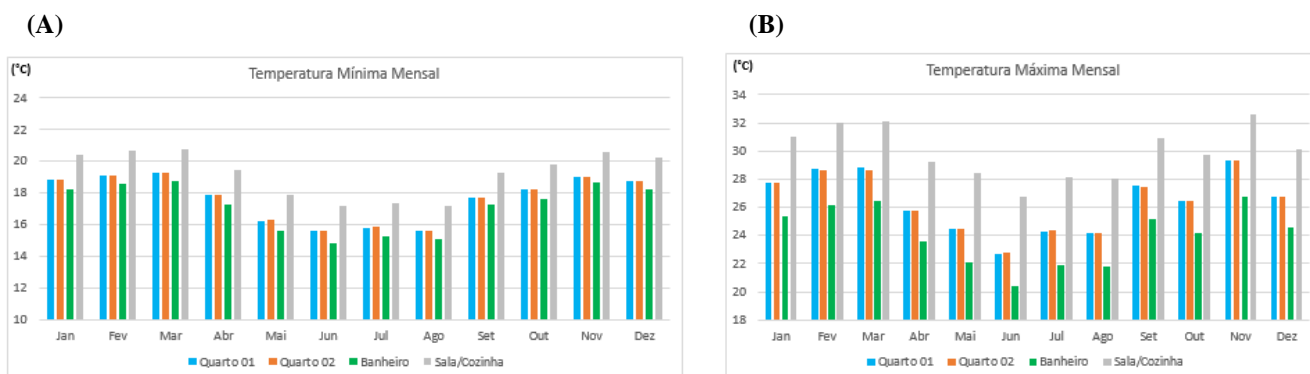 (A)
(°C)
Temperatura Mínima Mensal
24
22
20
18
16
14
12
10
Jan Fev Mar Abr Mai Jun Jul Ago Set Out Nov Dez
Quarto 01 Quarto 02 Banheiro Sala/Cozinha
(B)
(°C)
Temperatura Máxima Mensal
34
32
30
28
26
24
22
20
18
Jan Fev Mar Abr Mai Jun Jul Ago Set Out Nov Dez
Quarto 01 Quarto 02 Banheiro Sala/Cozinha